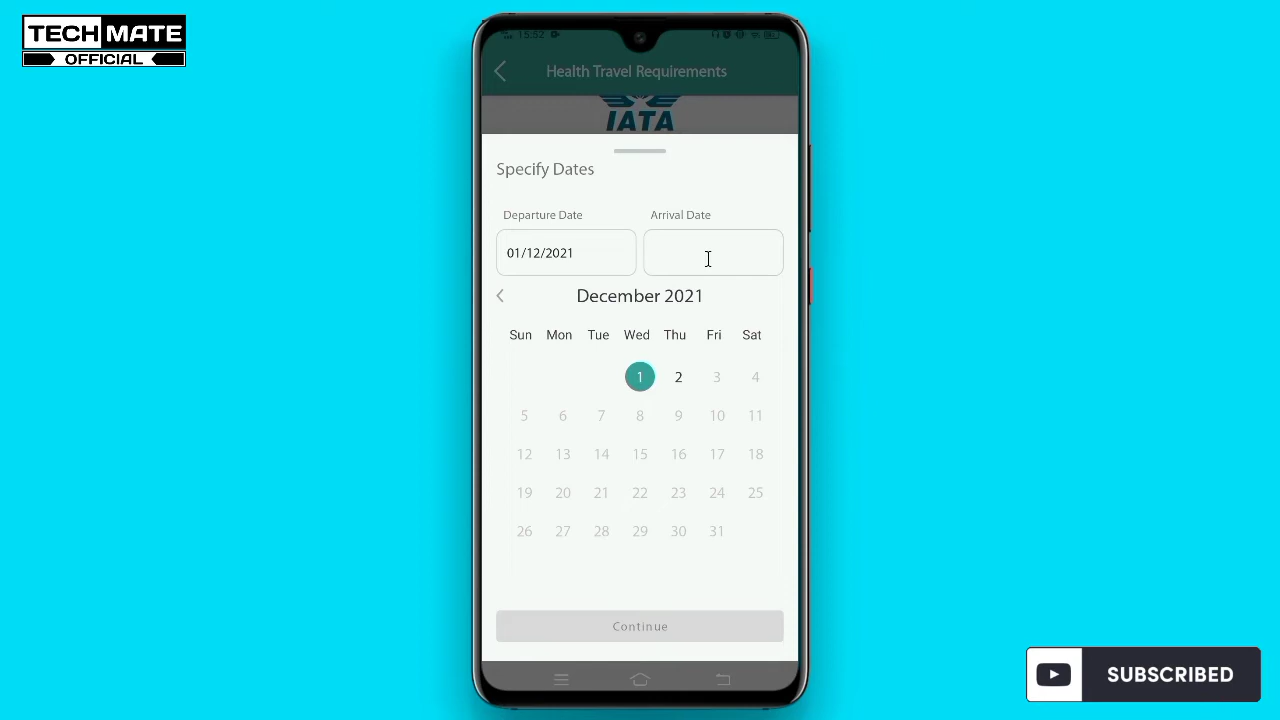 TECH MATE
OFFICIAL
15:52
Health Travel Requirements
IATA
Specify Dates
Departure Date Arrival Date
01/12/2021
December 2021
Sun Mon Tue Wed Thu Fri Sat
1 2 3 4
5 6 7 8 9 10 11
12 13 14 15 16 17 18
19 20 21 22 23 24 25
26 27 28 29 30 31
Continue
SUBSCRIBED